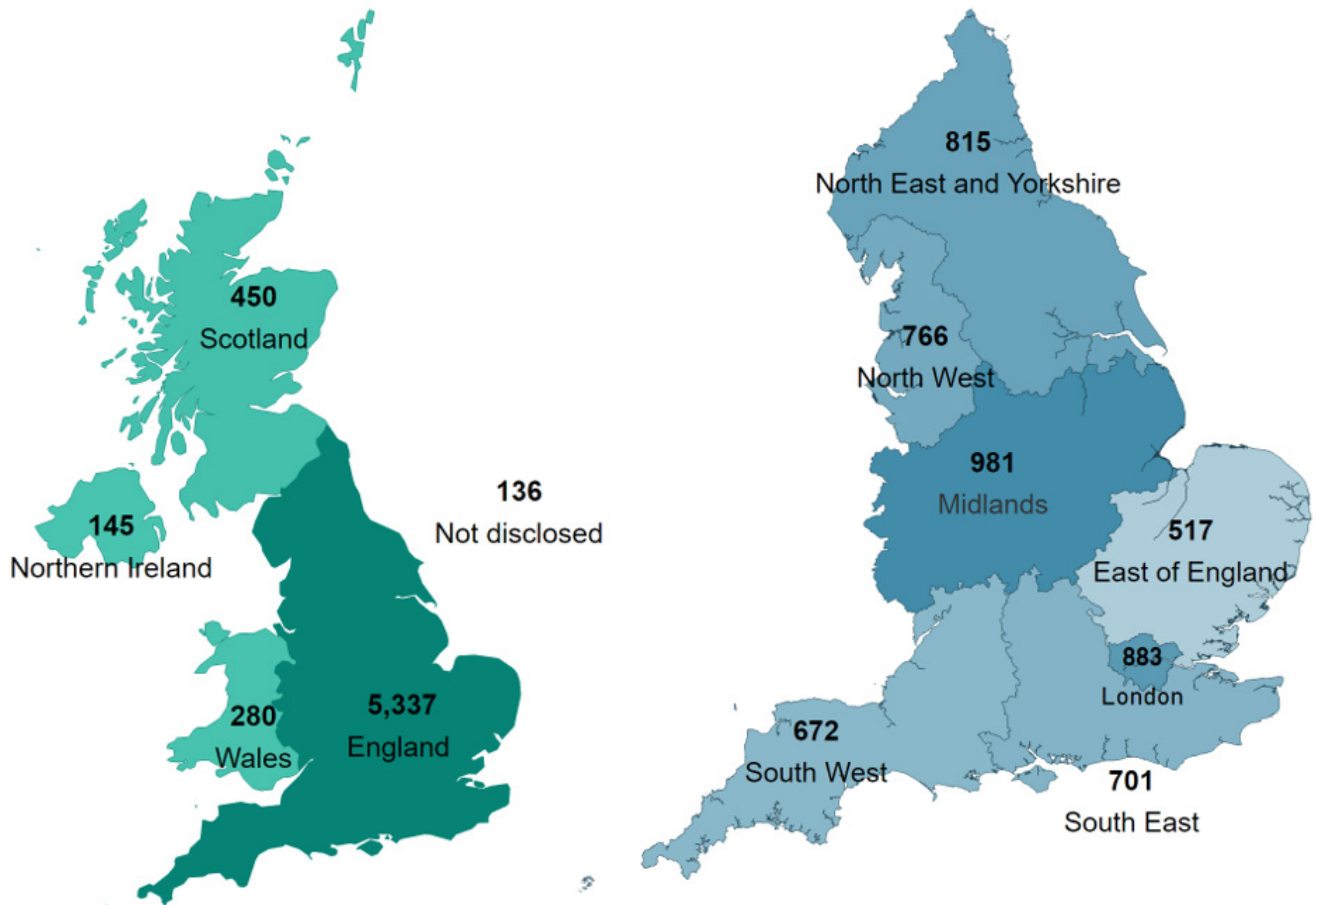 450
Scotland
145
Northern Ireland
136
Not disclosed
280
Wales
5,337
England
815
North East and Yorkshire
766
North West
981
Midlands
517
East of England
883
London
672
South West
701
South East